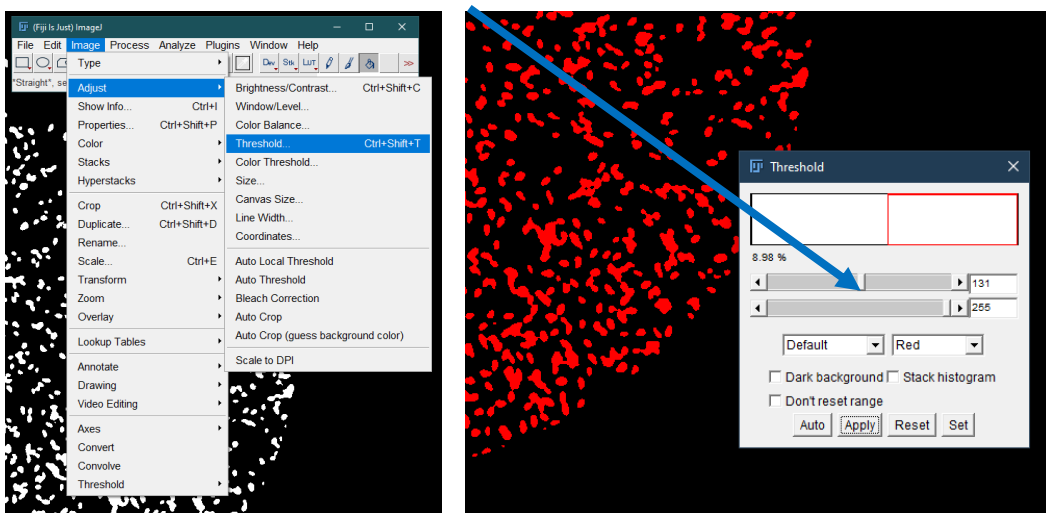 (Fiji Is Just) ImageJ
File Edit Image Process Analyze Plugins Window Help
Dev Stk LUT >>
*Straight*, se
Type
Adjust
Show Info... Ctrl+I
Properties... Ctrl+Shift+P
Color
Stacks
Hyperstacks
Crop Ctrl+Shift+X
Duplicate... Ctrl+Shift+D
Rename...
Scale... Ctrl+E
Transform
Zoom
Overlay
Lookup Tables
Annotate
Drawing
Video Editing
Axes
Convert
Convolve
Threshold
Brightness/Contrast... Ctrl+Shift+C
Window/Level...
Color Balance...
Threshold... Ctrl+Shift+T
Color Threshold...
Size...
Canvas Size...
Line Width...
Coordinates...
Auto Local Threshold
Auto Threshold
Bleach Correction
Auto Crop
Auto Crop (guess background color)
Scale to DPI
Threshold
8.98 %
131
255
Default Red
Dark background Stack histogram
Don't reset range
Auto Apply Reset Set